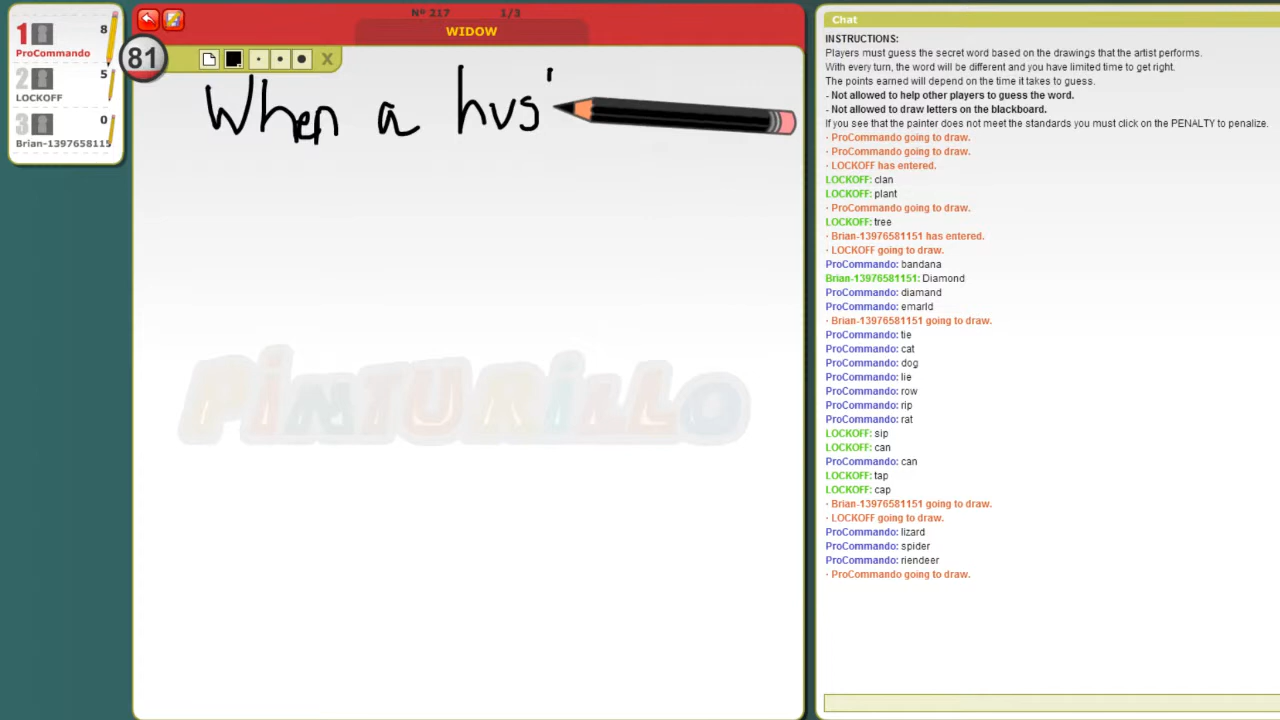 Nº 217 1/3
WIDOW
1 8
ProCommando
81
2 5
LOCKOFF
3 0
Brian-1397658115
When a hus'
PINTURILLO
Chat
INSTRUCTIONS:
Players must guess the secret word based on the drawings that the artist performs.
With every turn, the word will be different and you have limited time to get right.
The points earned will depend on the time it takes to guess.
- Not allowed to help other players to guess the word.
- Not allowed to draw letters on the blackboard.
If you see that the painter does not meet the standards you must click on the PENALTY to penalize.
· ProCommando going to draw.
· ProCommando going to draw.
· LOCKOFF has entered.
LOCKOFF: clan
LOCKOFF: plant
· ProCommando going to draw.
LOCKOFF: tree
· Brian-13976581151 has entered.
· LOCKOFF going to draw.
ProCommando: bandana
Brian-13976581151: Diamond
ProCommando: diamand
ProCommando: emarld
· Brian-13976581151 going to draw.
ProCommando: tie
ProCommando: cat
ProCommando: dog
ProCommando: lie
ProCommando: row
ProCommando: rip
ProCommando: rat
LOCKOFF: sip
LOCKOFF: can
ProCommando: can
LOCKOFF: tap
LOCKOFF: cap
· Brian-13976581151 going to draw.
· LOCKOFF going to draw.
ProCommando: lizard
ProCommando: spider
ProCommando: riendeer
· ProCommando going to draw.